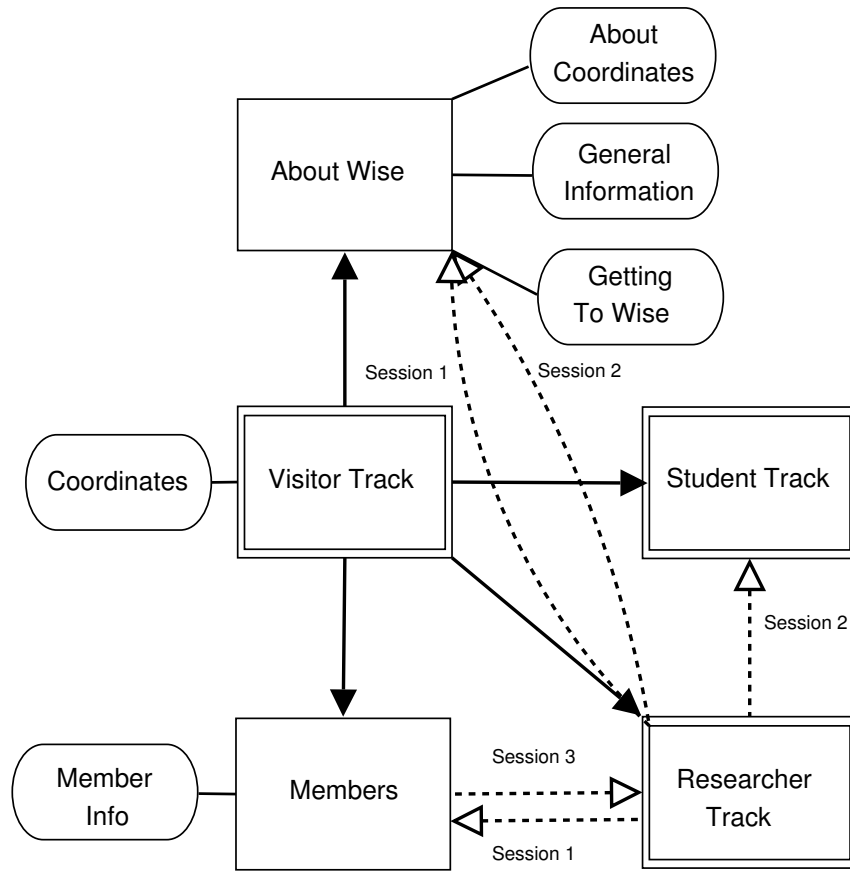 About
Coordinates
About Wise
General
Information
Getting
To Wise
Session 1
Session 2
Coordinates
Visitor Track
Student Track
Session 2
Member
Info
Members
Session 3
Researcher
Track
Session 1